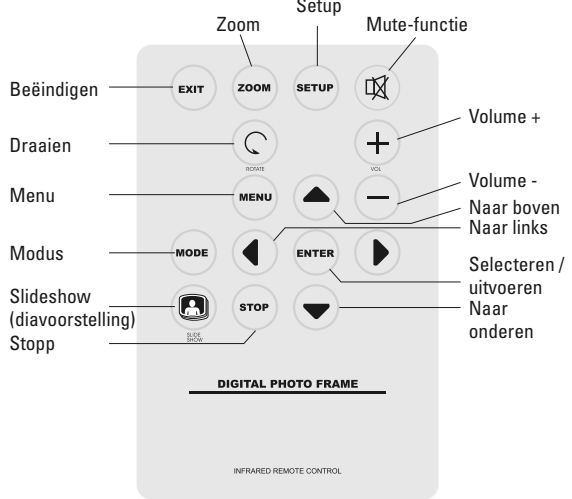 Setup
Zoom
Mute-functie
Beëindigen
EXIT
ZOOM
SETUP
Volume +
Draaien
ROTATE
VOL
Menu
MENU
Volume -
Naar boven
Naar links
Modus
MODE
ENTER
Selecteren /
uitvoeren
Slideshow
(diavoorstelling)
STOP
Naar
onderen
SLIDE
SHOW
Stopp
DIGITAL PHOTO FRAME
INFRARED REMOTE CONTROL